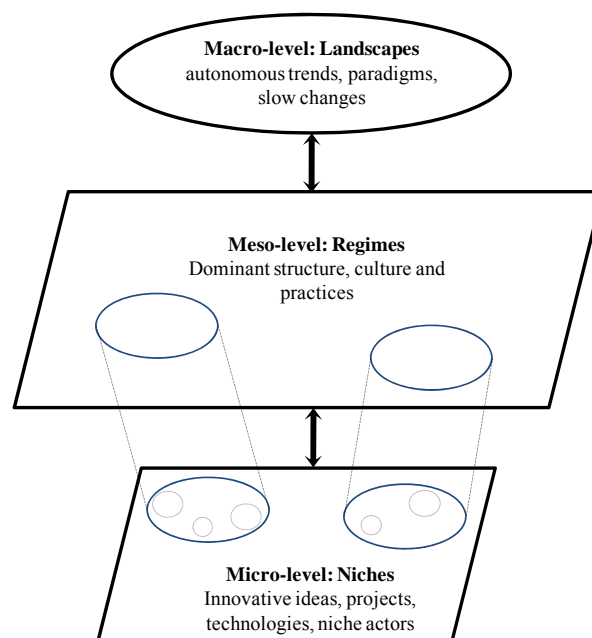 Macro-level: Landscapes
autonomous trends, paradigms,
slow changes
Meso-level: Regimes
Dominant structure, culture and
practices
Micro-level: Niches
Innovative ideas, projects,
technologies, niche actors